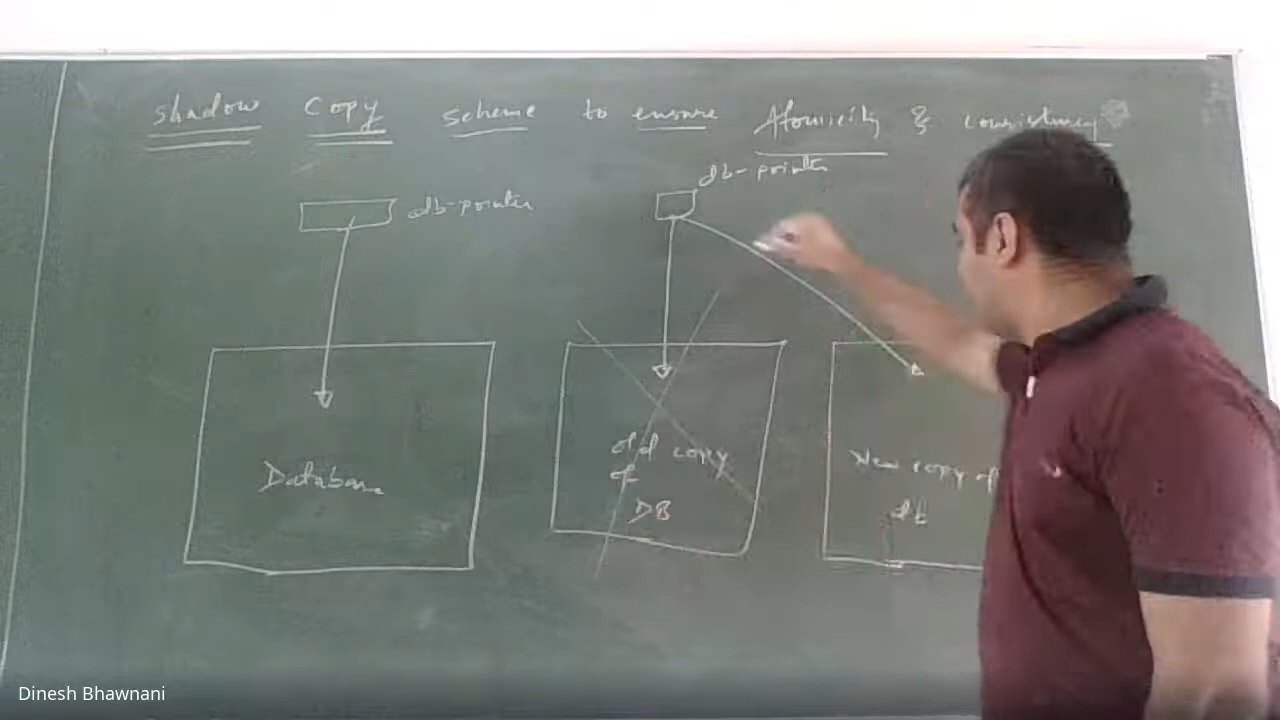 Shadow Copy scheme to ensure Atomicity & consistency
db-pointer
db-pointer
Database
old copy
of
DB
New copy of
db
Dinesh Bhawnani